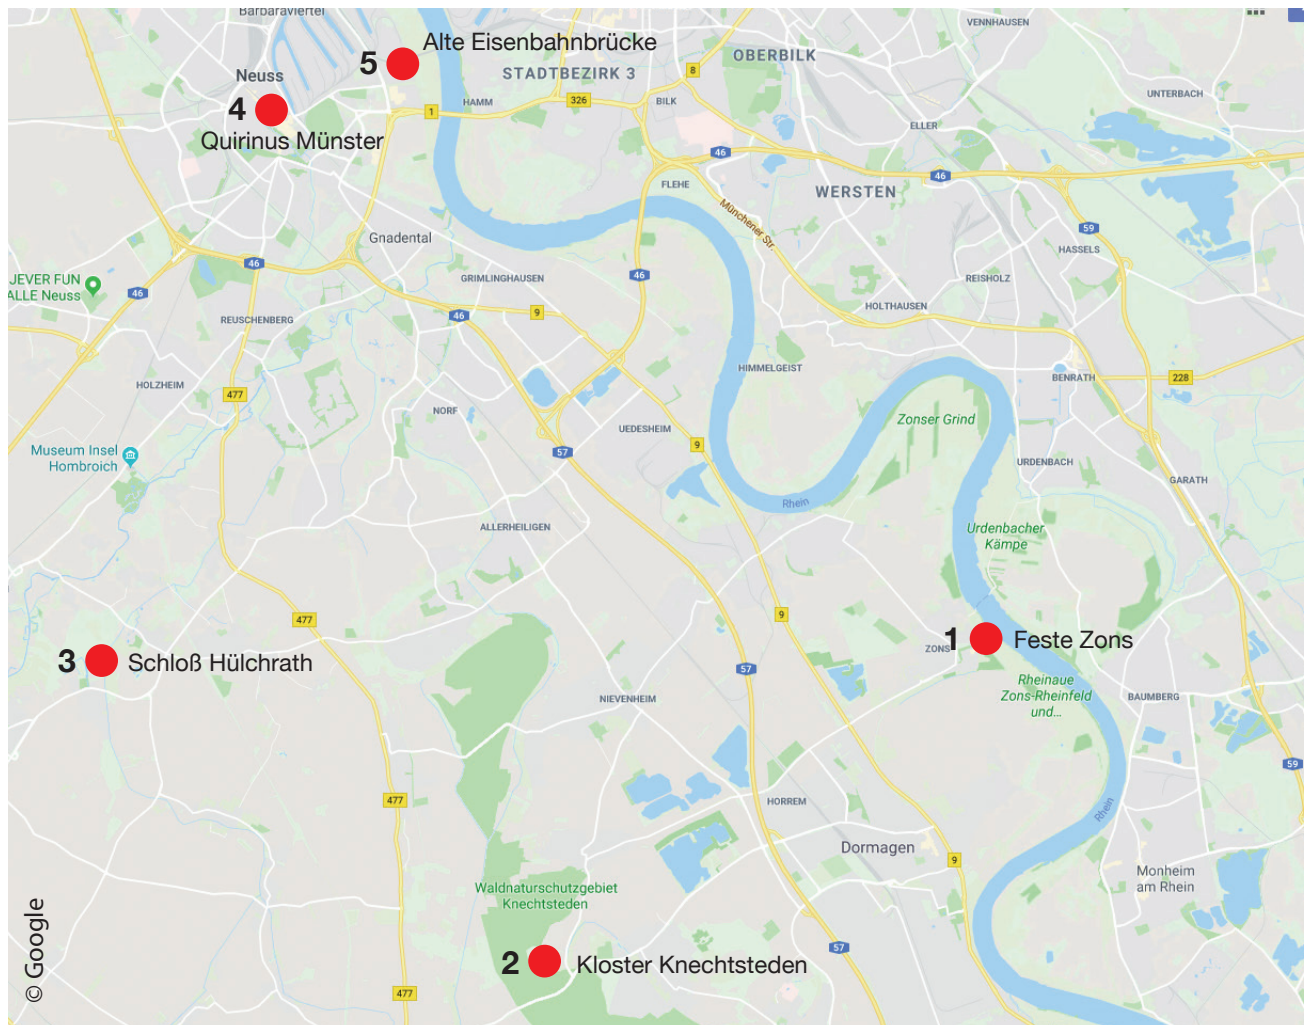 Barbaraviertel
5
Alte Eisenbahnbrücke
VENNHAUSEN
OBERBILK
STADTBEZIRK 3
8
Neuss
4
Quirinus Münster
1
HAMM
326
BILK
UNTERBACH
ELLER
46
46
FLEHE
WERSTEN
Münchener Str.
59
HASSELS
Gnadental
46
46
GRIMLINGHAUSEN
46
REISHOLZ
JEVER FUN
ALLE Neuss
46
9
HOLTHAUSEN
REUSCHENBERG
HIMMELGEIST
BENRATH
228
HOLZHEIM
477
NORF
UEDESHEIM
Zonser Grind
Museum Insel
Hombroich
57
9
URDENBACH
GARATH
Rhein
ALLERHEILIGEN
Urdenbacher
Kämpe
477
9
3
Schloß Hülchrath
57
ZONS
1
Feste Zons
NIEVENHEIM
Rheinaue
Zons-Rheinfeld
und...
BAUMBERG
59
477
HORREM
Rhein
Dormagen
9
Monheim
am Rhein
Waldnaturschutzgebiet
Knechtsteden
2
Kloster Knechtsteden
57
477
© Google